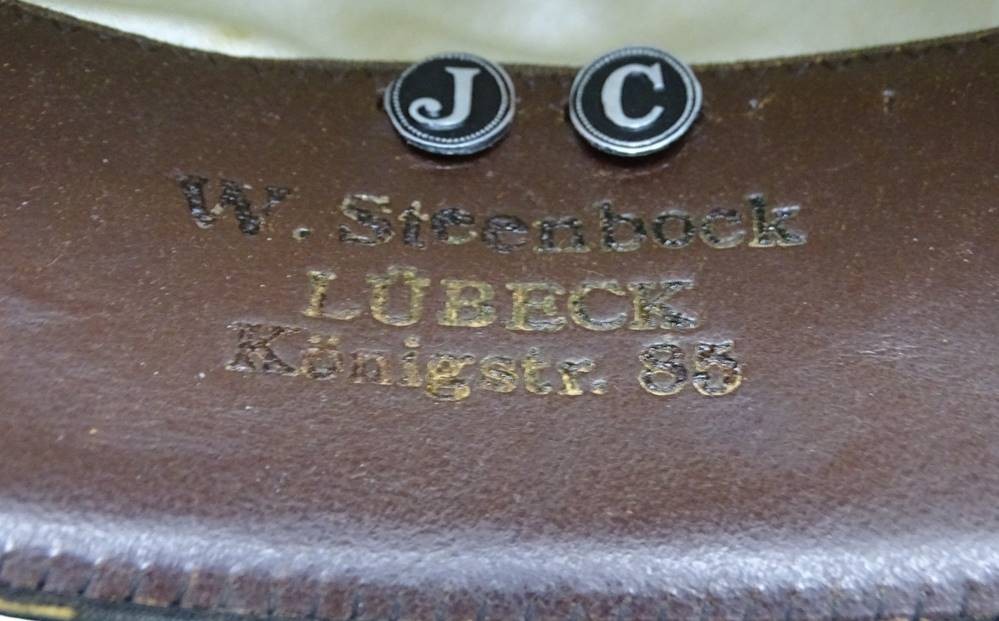 J C
W. Steenbock
LÜBECK
Königstr. 85